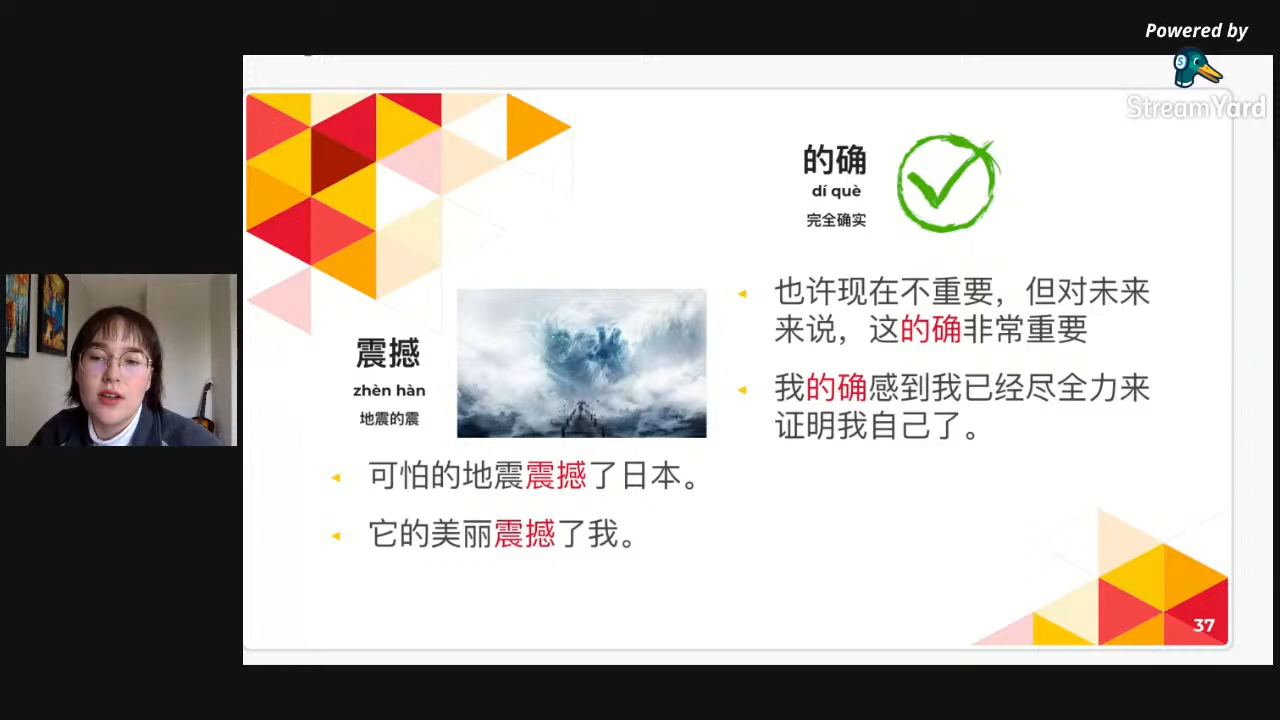 Powered by
StreamYard
的确
dí què
完全确实
也许现在不重要，但对未来
来说，这的确非常重要
我的确感到我已经尽全力来
证明我自己了。
震撼
zhèn hàn
地震的震
可怕的地震震撼了日本。
它的美丽震撼了我。
37